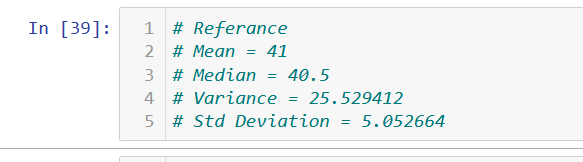 In [39]: 1 # Referance
2 # Mean = 41
3 # Median = 40.5
4 # Variance = 25.529412
5 # Std Deviation = 5.052664